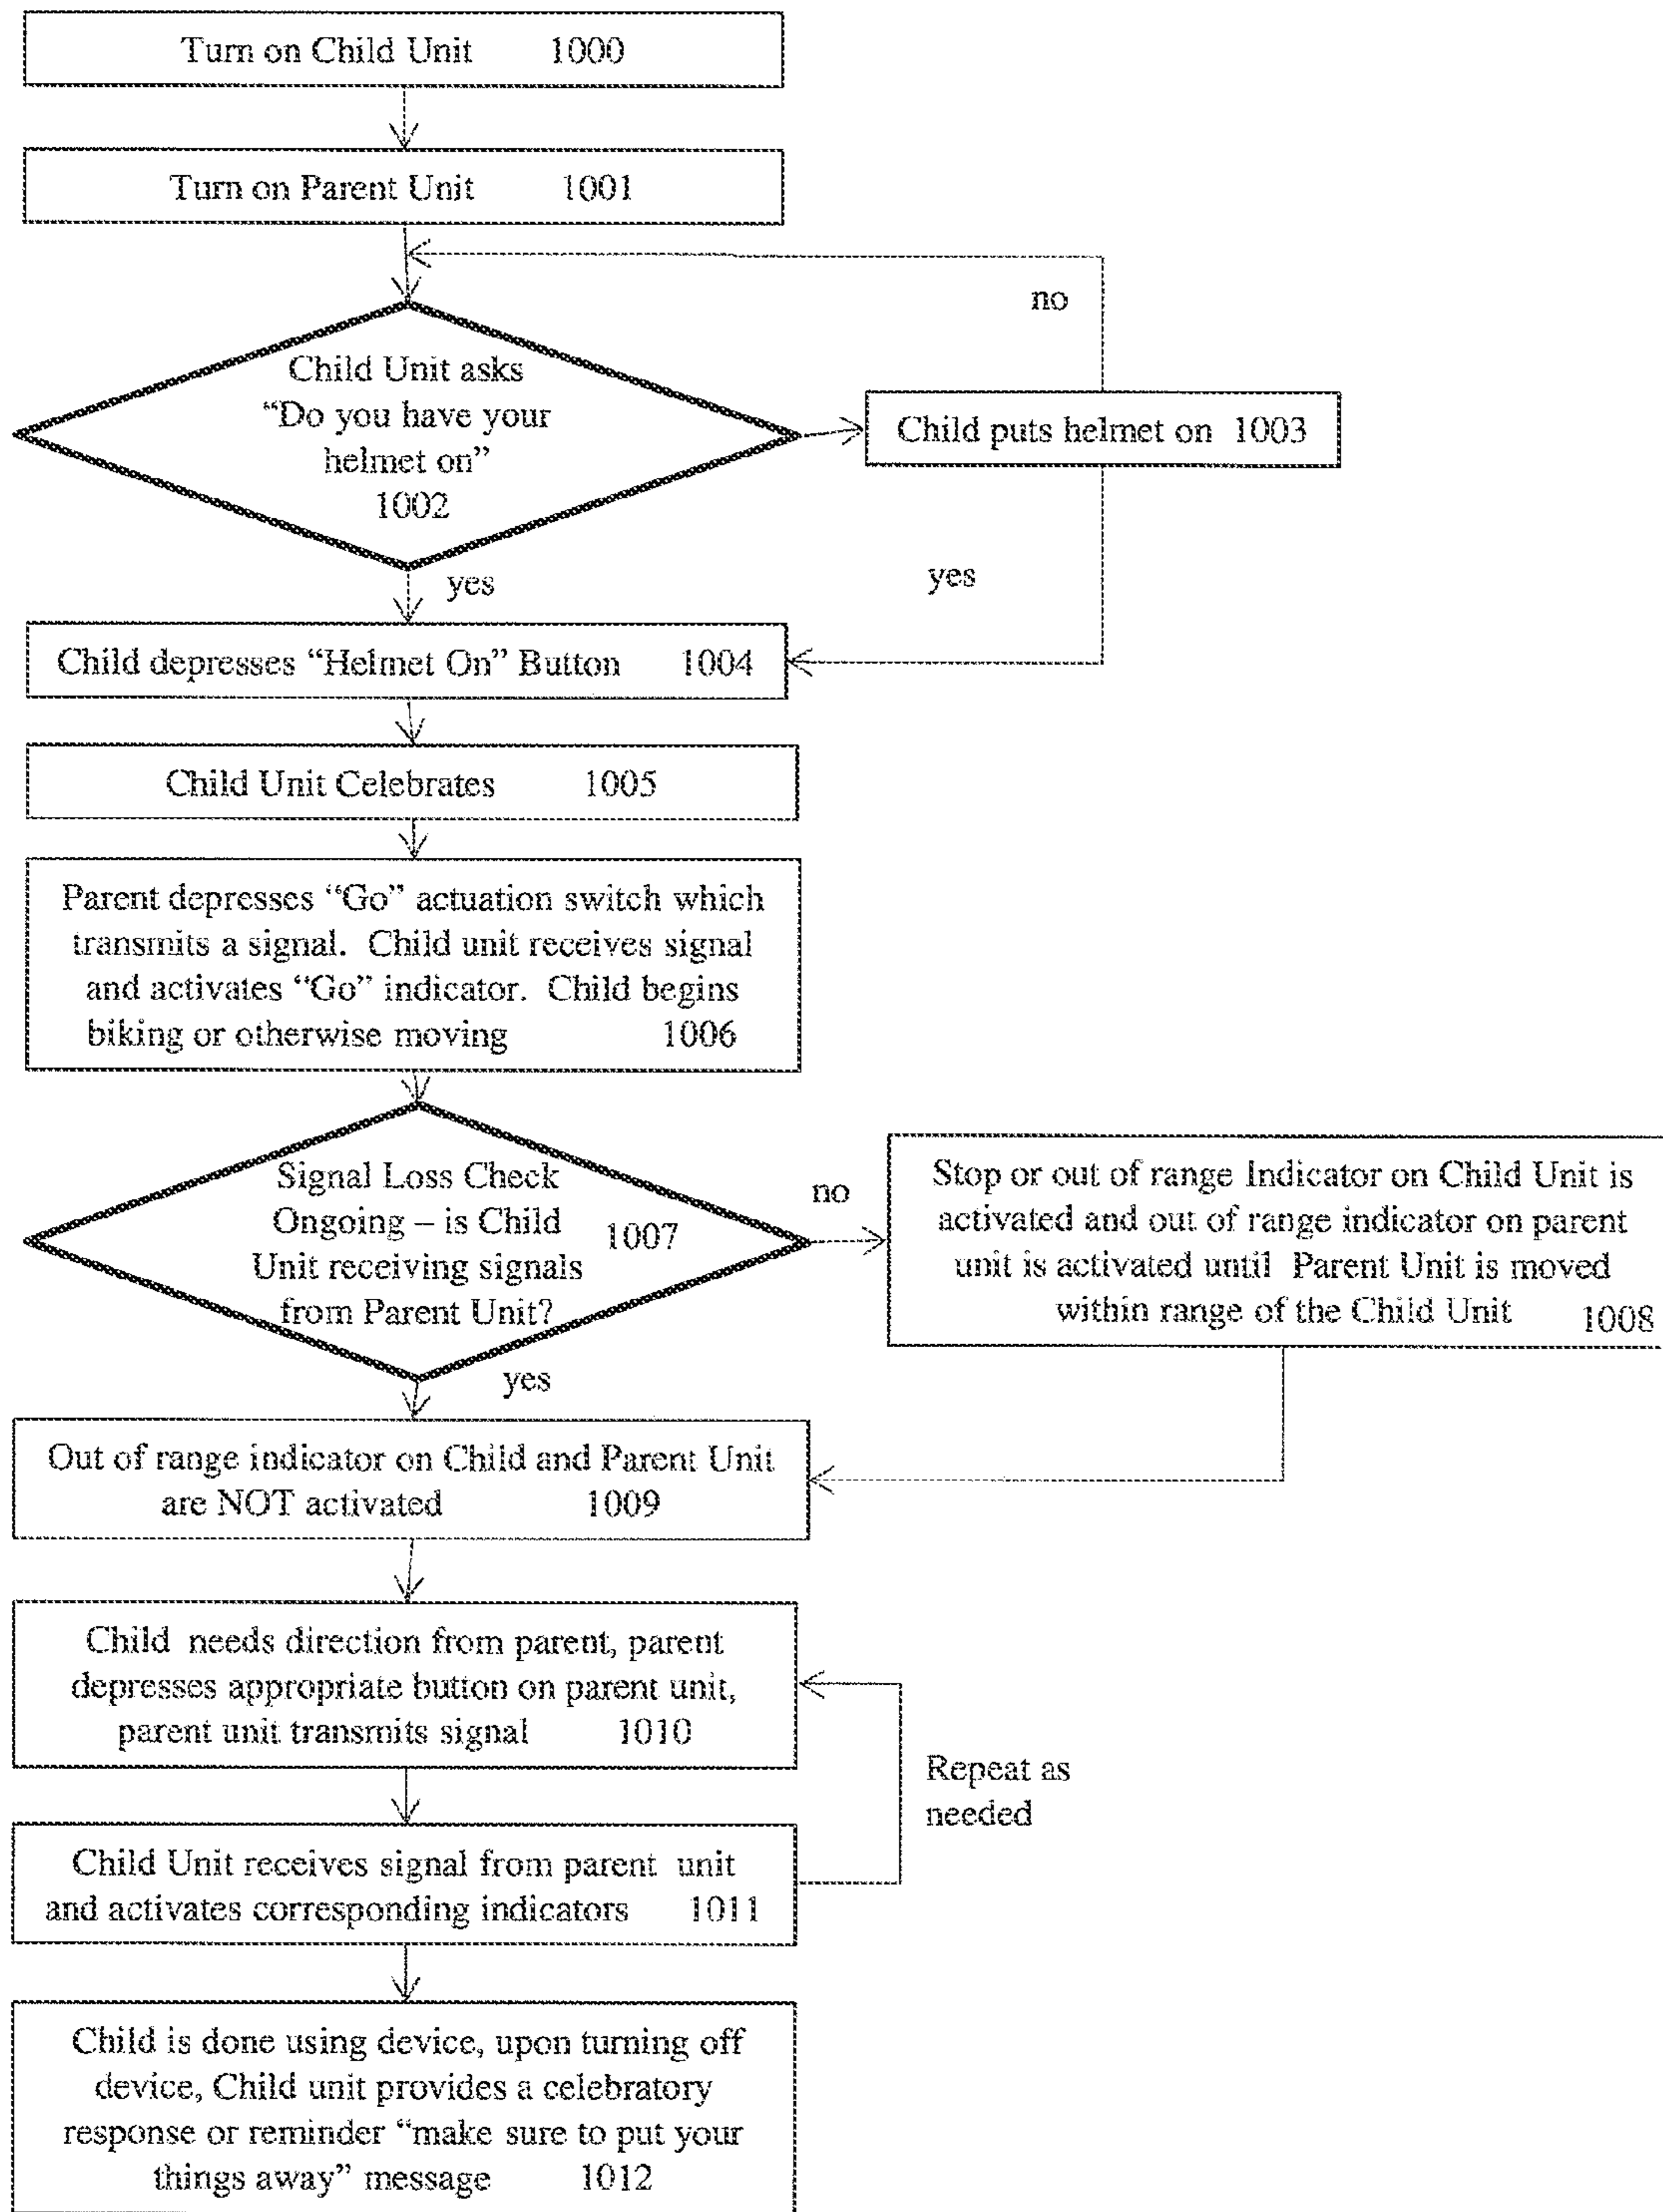 Turn on Child Unit 1000
Turn on Parent Unit 1001
no
Child Unit asks
“Do you have your
helmet on”
1002
Child puts helmet on 1003
yes
yes
Child depresses “Helmet On” Button 1004
Child Unit Celebrates 1005
Parent depresses “Go” actuation switch which
transmits a signal. Child unit receives signal
and activates “Go” indicator. Child begins
biking or otherwise moving 1006
Signal Loss Check
Ongoing – is Child
Unit receiving signals
from Parent Unit?
1007
no
Stop or out of range Indicator on Child Unit is
activated and out of range indicator on parent
unit is activated until Parent Unit is moved
within range of the Child Unit 1008
yes
Out of range indicator on Child and Parent Unit
are NOT activated 1009
Child needs direction from parent, parent
depresses appropriate button on parent unit,
parent unit transmits signal 1010
Repeat as
needed
Child Unit receives signal from parent unit
and activates corresponding indicators 1011
Child is done using device, upon turning off
device, Child unit provides a celebratory
response or reminder “make sure to put your
things away” message 1012